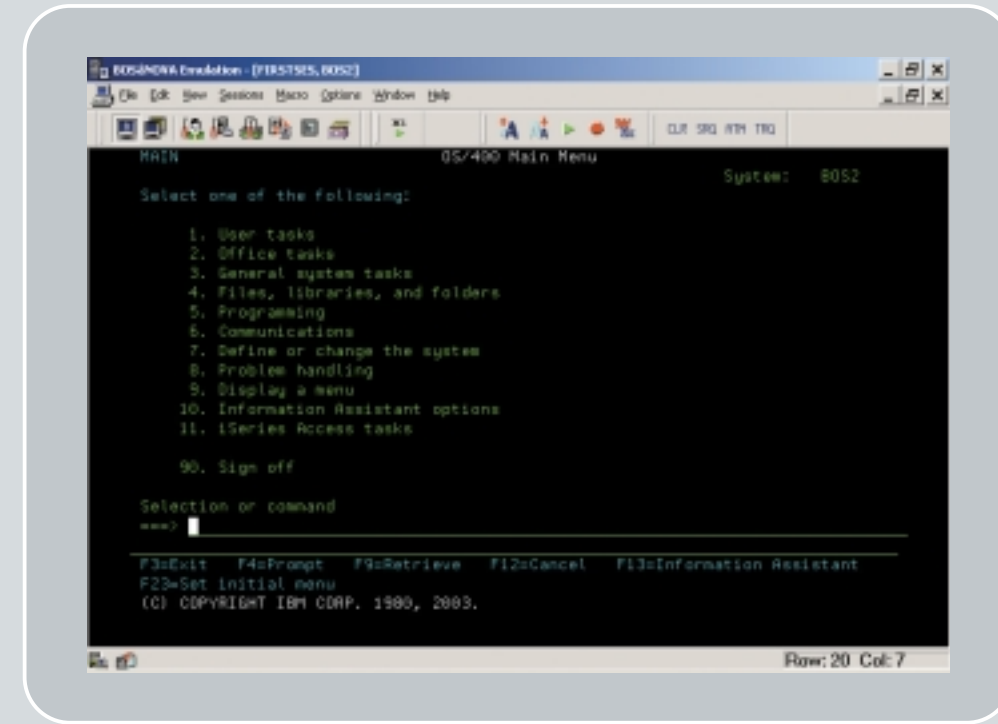 BOSaNOVA Emulation - [FIRSTSES, BOS2]
File Edit View Sessions Macro Options Window Help
CLR SRQ ATN TRQ
MAIN OS/400 Main Menu
System: BOS2
Select one of the following:
1. User tasks
2. Office tasks
3. General system tasks
4. Files, libraries, and folders
5. Programming
6. Communications
7. Define or change the system
8. Problem handling
9. Display a menu
10. Information Assistant options
11. iSeries Access tasks
90. Sign off
Selection or command
===>
F3=Exit F4=Prompt F9=Retrieve F12=Cancel F13=Information Assistant
F23=Set initial menu
(C) COPYRIGHT IBM CORP. 1980, 2003.
Row: 20 Col: 7